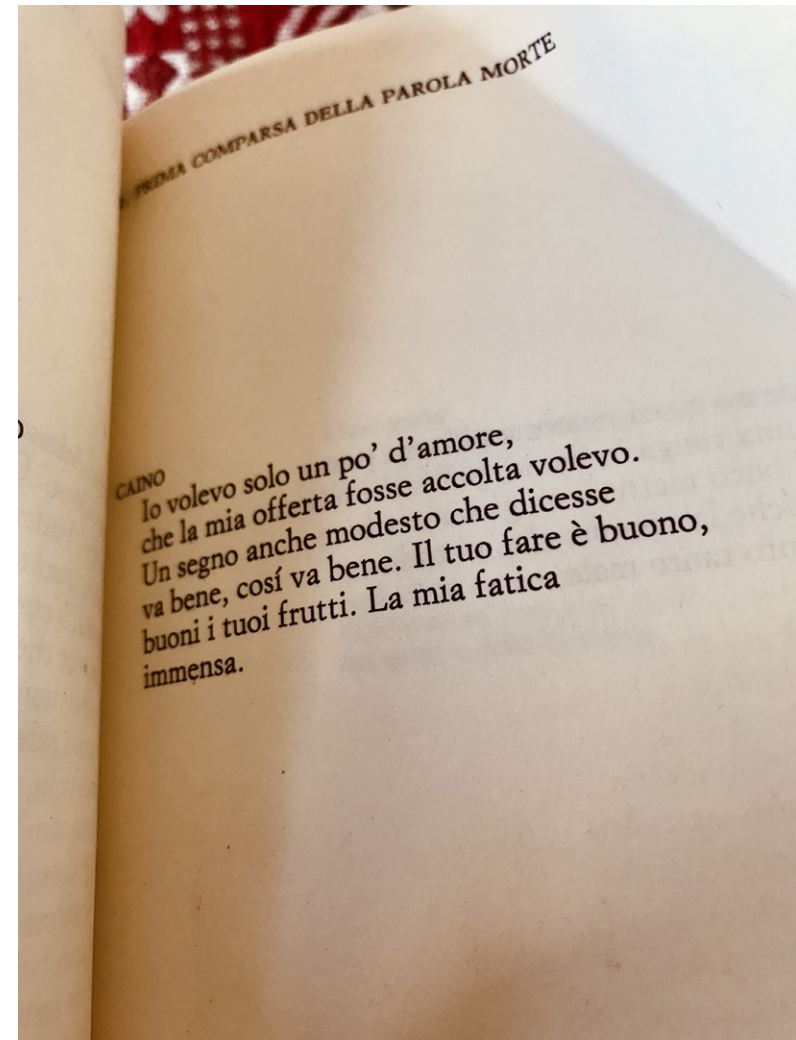 PRIMA COMPARSA DELLA PAROLA MORTE
CAINO
Io volevo solo un po’ d’amore,
che la mia offerta fosse accolta volevo.
Un segno anche modesto che dicesse
va bene, cosí va bene. Il tuo fare è buono,
buoni i tuoi frutti. La mia fatica
immensa.